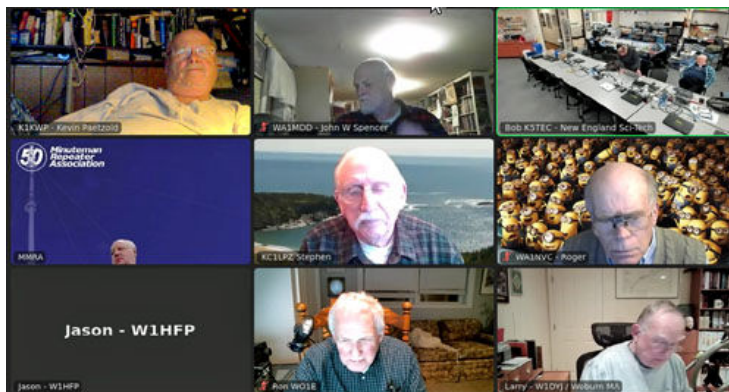 K1KWP - Kevin Paetzold
WA1MDD - John W Spencer
Bob K5TEC - New England Sci-Tech
50 Minuteman
Repeater
Association
MMRA
KC1LPZ Stephen
WA1NVC - Roger
Jason - W1HFP
Jason - W1HFP
Ron WO1E
Larry - W1DYJ / Woburn MA